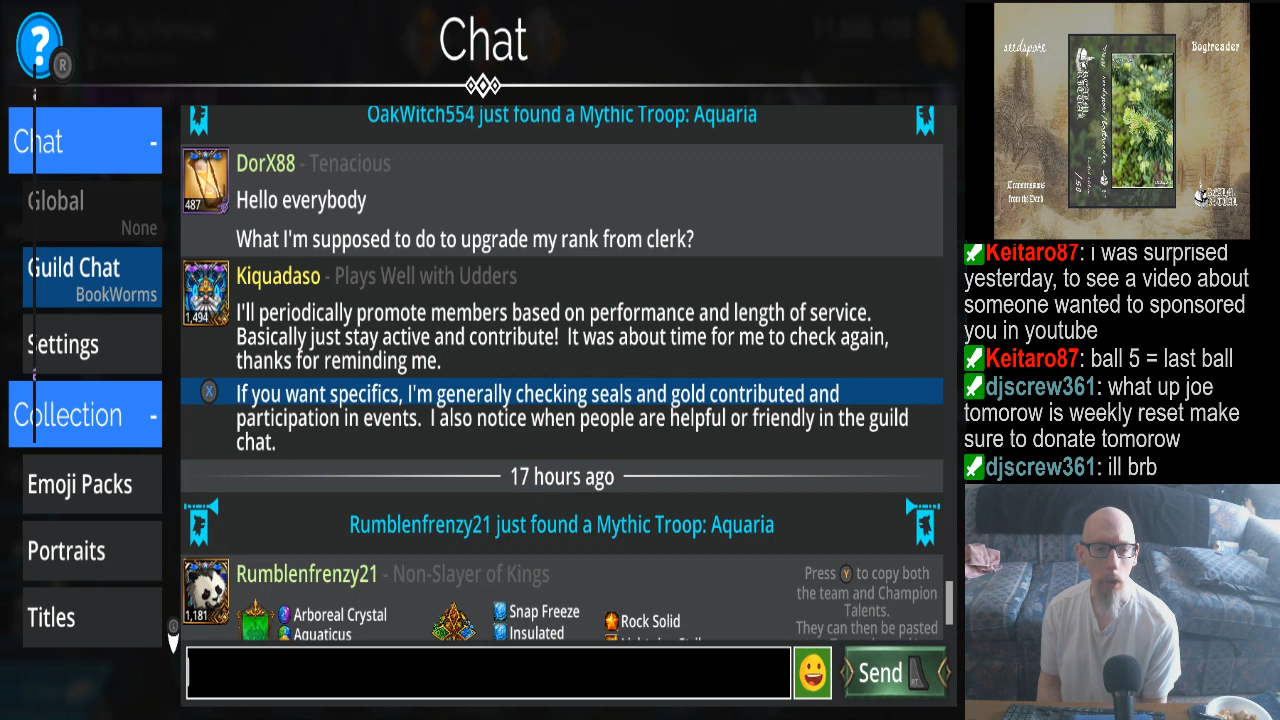 ?
R
Chat
Chat -
Global
None
Guild Chat
BookWorms
Settings
Collection -
Emoji Packs
Portraits
Titles
OakWitch554 just found a Mythic Troop: Aquaria
DorX88 - Tenacious
487
Hello everybody
What I'm supposed to do to upgrade my rank from clerk?
Kiquadaso - Plays Well with Udders
1,494
I'll periodically promote members based on performance and length of service.
Basically just stay active and contribute! It was about time for me to check again,
thanks for reminding me.
X
If you want specifics, I'm generally checking seals and gold contributed and
participation in events. I also notice when people are helpful or friendly in the guild
chat.
17 hours ago
Rumblenfrenzy21 just found a Mythic Troop: Aquaria
Rumblenfrenzy21 - Non-Slayer of Kings
1,181
Arboreal Crystal
Aquaticus
Snap Freeze
Insulated
Rock Solid
Press Y to copy both
the team and Champion
Talents.
They can then be pasted
Send
RT
seedspore
Bogtreader
Keitaro87: i was surprised
yesterday, to see a video about
someone wanted to sponsored
you in youtube
Keitaro87: ball 5 = last ball
djscrew361: what up joe
tomorow is weekly reset make
sure to donate tomorow
djscrew361: ill brb